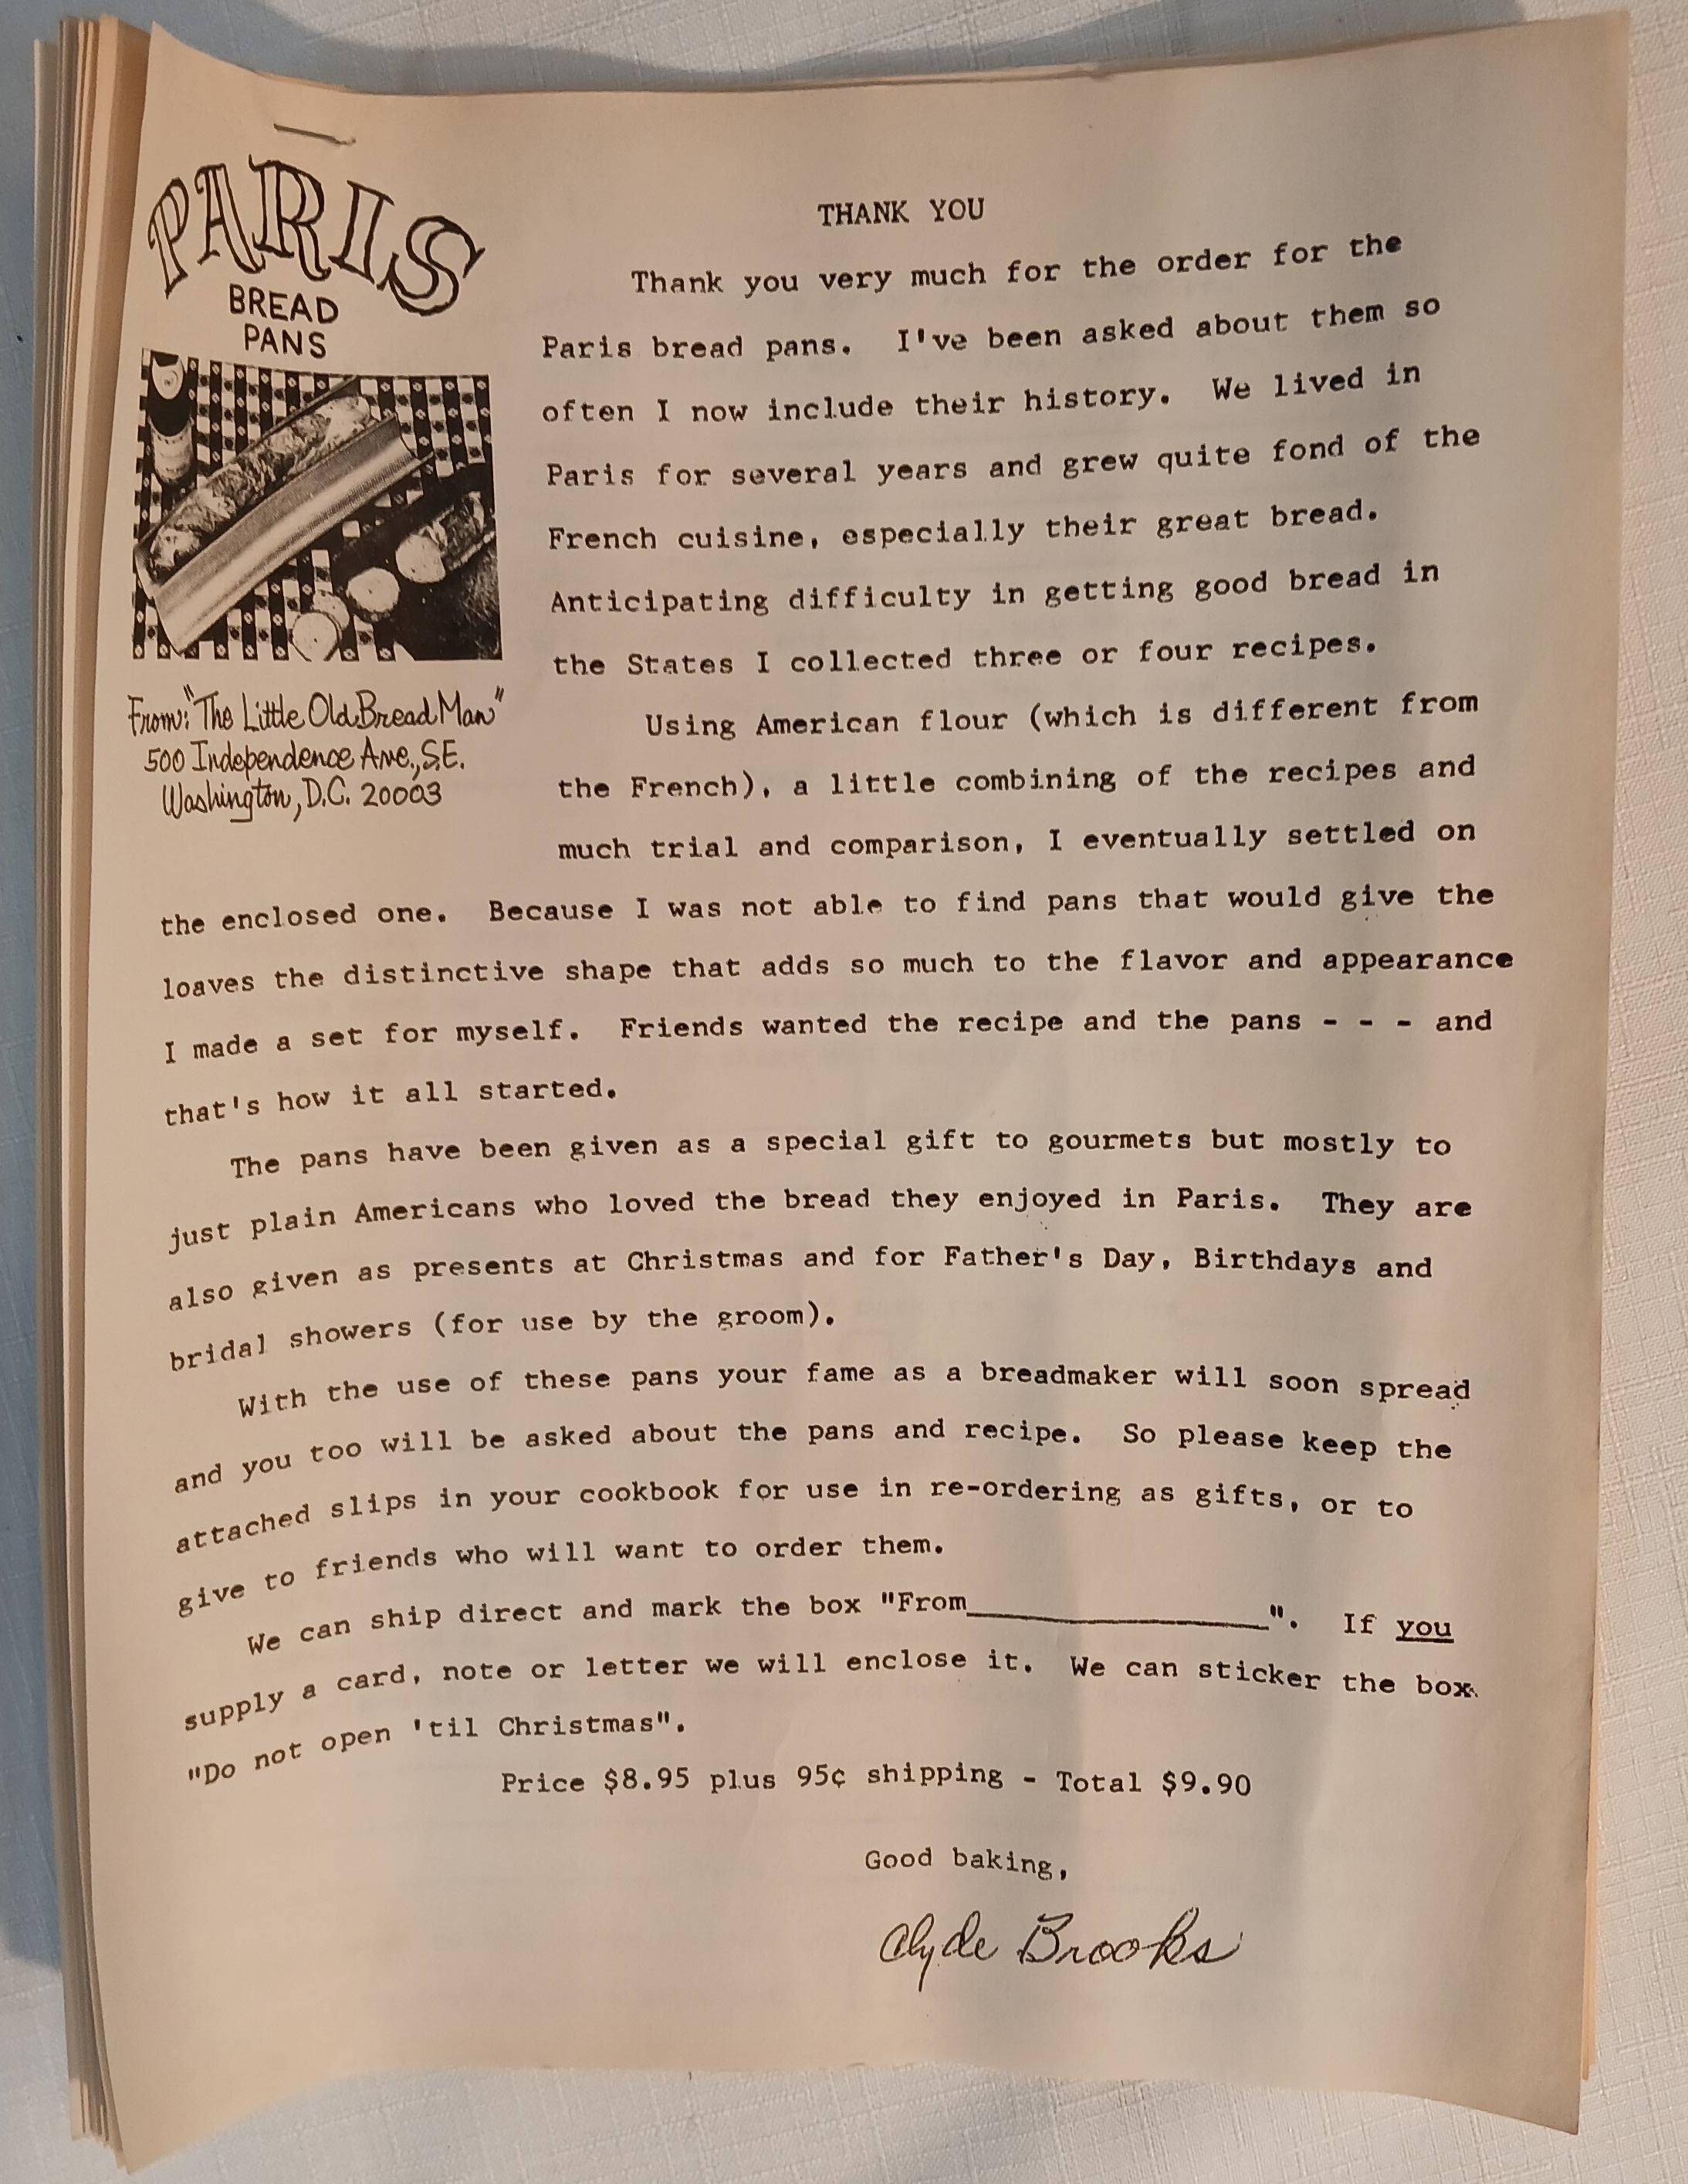 PARIS
BREAD
PANS
From: "The Little Old Bread Man"
500 Independence Ave., S.E.
Washington, D.C. 20003
THANK YOU
Thank you very much for the order for the
Paris bread pans. I've been asked about them so
often I now include their history. We lived in
Paris for several years and grew quite fond of the
French cuisine, especially their great bread.
Anticipating difficulty in getting good bread in
the States I collected three or four recipes.
Using American flour (which is different from
the French), a little combining of the recipes and
much trial and comparison, I eventually settled on
the enclosed one. Because I was not able to find pans that would give the
loaves the distinctive shape that adds so much to the flavor and appearance
I made a set for myself. Friends wanted the recipe and the pans - - - and
that's how it all started.
The pans have been given as a special gift to gourmets but mostly to
just plain Americans who loved the bread they enjoyed in Paris. They are
also given as presents at Christmas and for Father's Day, Birthdays and
bridal showers (for use by the groom).
With the use of these pans your fame as a breadmaker will soon spread
and you too will be asked about the pans and recipe. So please keep the
attached slips in your cookbook for use in re-ordering as gifts, or to
give to friends who will want to order them.
We can ship direct and mark the box "From________________". If you
supply a card, note or letter we will enclose it. We can sticker the box
"Do not open 'til Christmas".
Price $8.95 plus 95¢ shipping - Total $9.90
Good baking,
Clyde Brooks